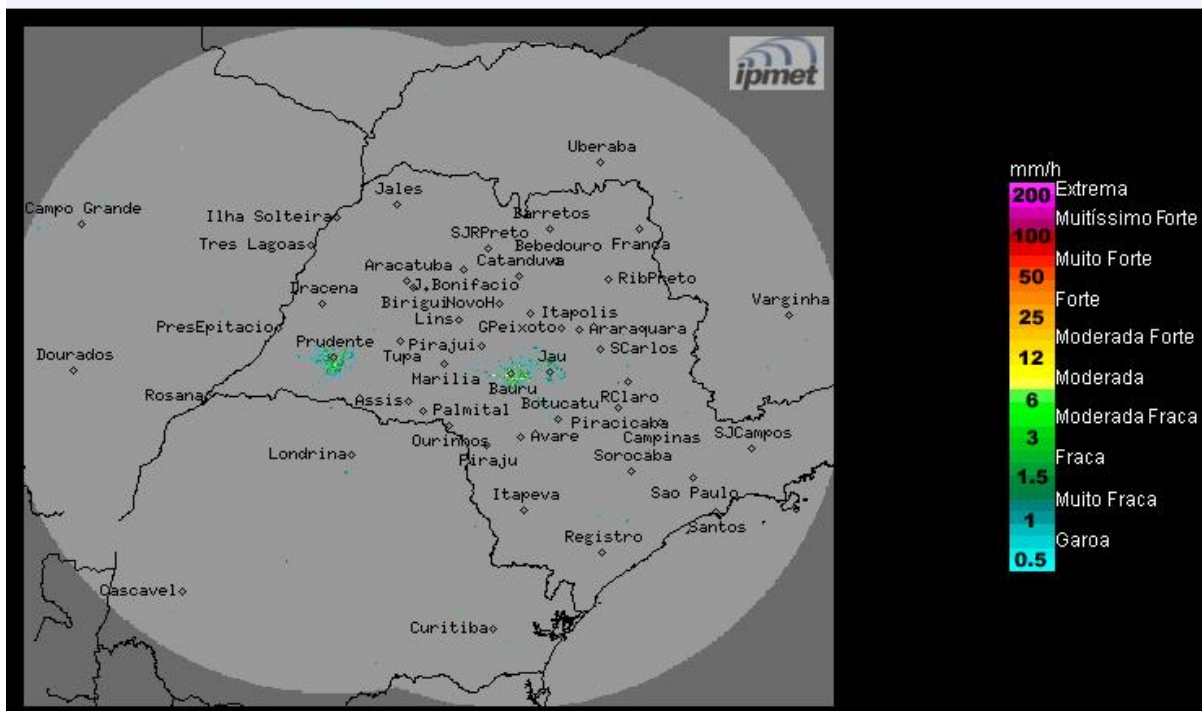 ipmet
Uberaba
Jales
Campo Grande
Ilha Solteira
Barretos
SJRPreto
Tres Lagoas
Bebedouro
Franca
Catanduva
Aracatuba
J.Bonifacio
RibPreto
Dracena
Birigui
NovoH
Itapolis
Varginha
Lins
GPeixoto
Araraquara
PresEpitacio
Prudente
Pirajui
SCarlos
Dourados
Tupa
Jau
Marilia
Bauru
Rosana
Assis
Botucatu
RClaro
Palmital
Piracicaba
Ourinhos
Avare
Campinas
SJCampos
Londrina
Piraju
Sorocaba
Itapeva
Sao Paulo
Santos
Registro
Cascavel
Curitiba
mm/h
200 Extrema
Muitíssimo Forte
100
Muito Forte
50
Forte
25
Moderada Forte
12
Moderada
6
Moderada Fraca
3
Fraca
1.5
Muito Fraca
1
Garoa
0.5